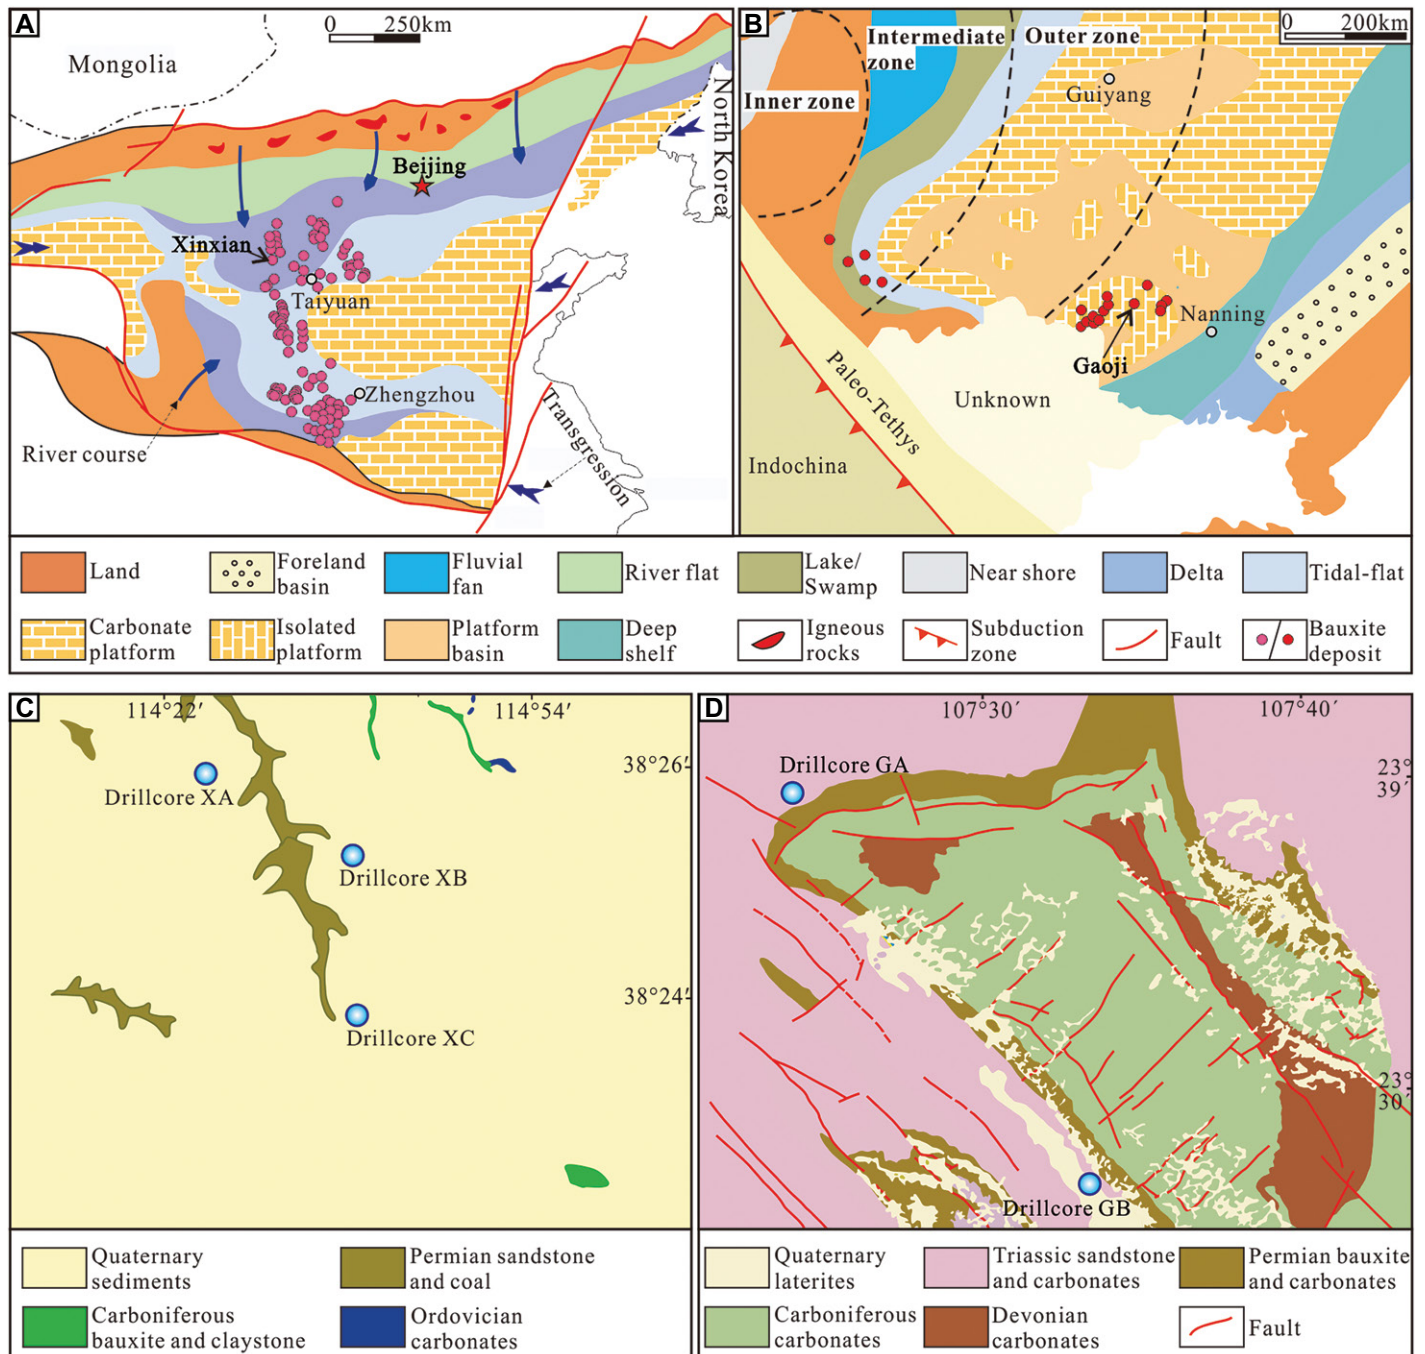 A
0 250km
Mongolia
North Korea
Beijing
Xinxian
Taiyuan
Zhengzhou
River course
Transgression
B
0 200km
Intermediate
zone
Outer zone
Inner zone
Guiyang
Nanning
Gaoji
Unknown
Paleo-Tethys
Indochina
Land
Foreland
basin
Fluvial
fan
River flat
Lake/
Swamp
Near shore
Delta
Tidal-flat
Carbonate
platform
Isolated
platform
Platform
basin
Deep
shelf
Igneous
rocks
Subduction
zone
Fault
Bauxite
deposit
C
114°22′
114°54′
38°26′
Drillcore XA
Drillcore XB
38°24′
Drillcore XC
Quaternary
sediments
Permian sandstone
and coal
Carboniferous
bauxite and claystone
Ordovician
carbonates
D
107°30′
107°40′
Drillcore GA
23°
39′
23°
30′
Drillcore GB
Quaternary
laterites
Triassic sandstone
and carbonates
Permian bauxite
and carbonates
Carboniferous
carbonates
Devonian
carbonates
Fault